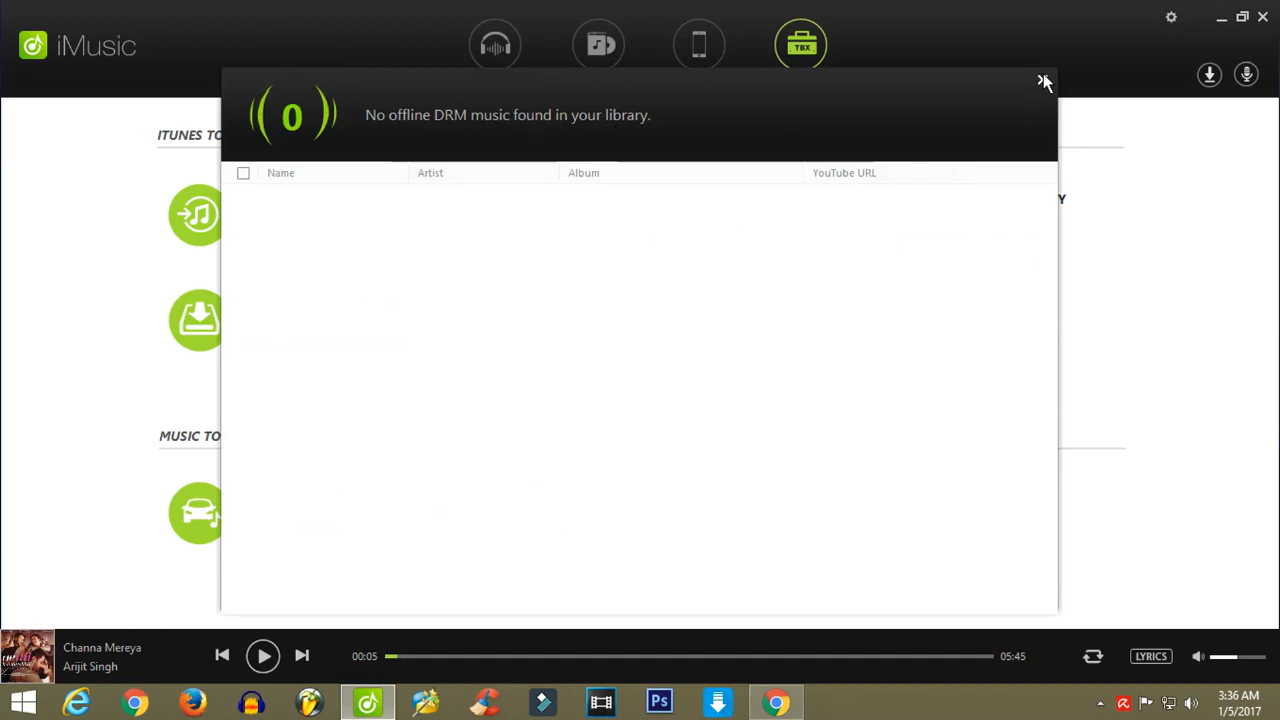 iMusic
TBX
0
No offline DRM music found in your library.
ITUNES TO
Name
Artist
Album
YouTube URL
Y
MUSIC TO
Channa Mereya
Arijit Singh
00:05
05:45
LYRICS
Ps
3:36 AM
1/5/2017